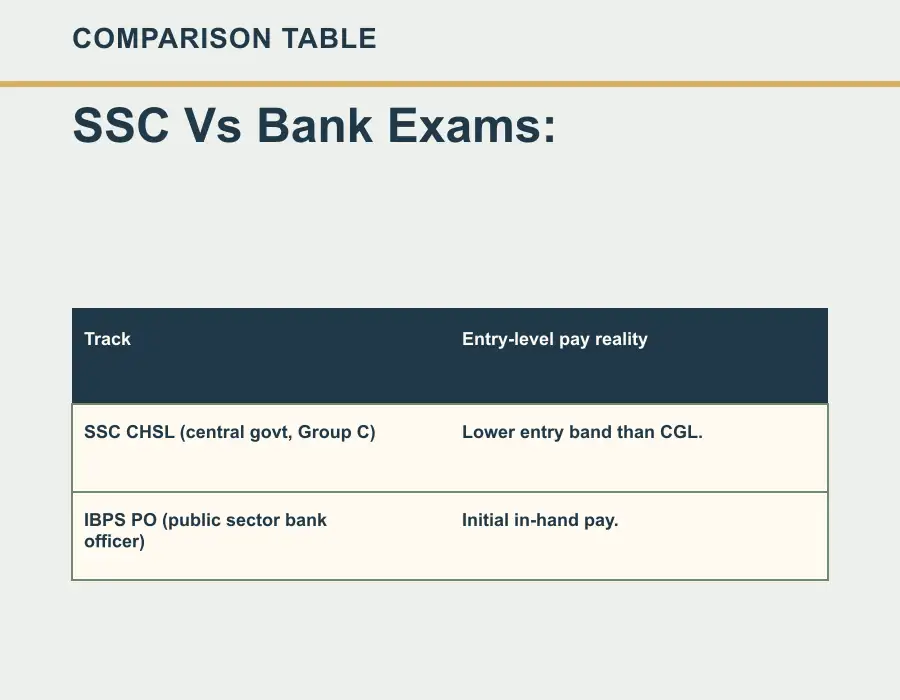 COMPARISON TABLE
SSC Vs Bank Exams:
Track
Entry-level pay reality
SSC CHSL (central govt, Group C)
Lower entry band than CGL.
IBPS PO (public sector bank
officer)
Initial in-hand pay.